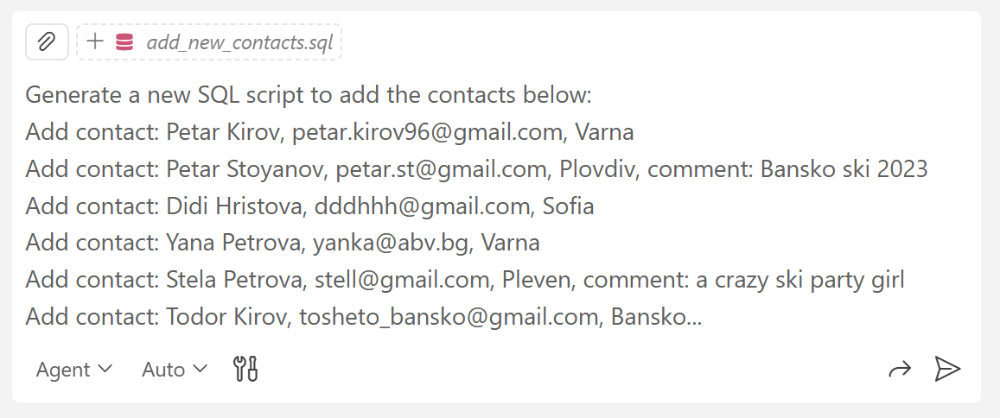 add_new_contacts.sql
Generate a new SQL script to add the contacts below:
Add contact: Petar Kirov, petar.kirov96@gmail.com, Varna
Add contact: Petar Stoyanov, petar.st@gmail.com, Plovdiv, comment: Bansko ski 2023
Add contact: Didi Hristova, dddhhh@gmail.com, Sofia
Add contact: Yana Petrova, yanka@abv.bg, Varna
Add contact: Stela Petrova, stell@gmail.com, Pleven, comment: a crazy ski party girl
Add contact: Todor Kirov, tosheto_bansko@gmail.com, Bansko...
Agent Auto